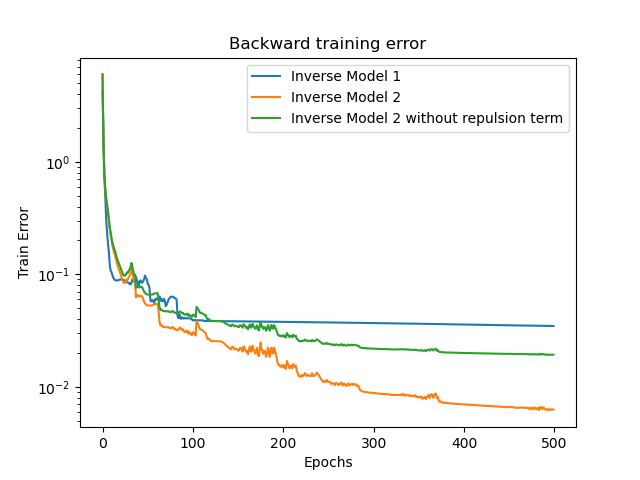 Backward training error
Inverse Model 1
Inverse Model 2
Inverse Model 2 without repulsion term
Train Error
10⁰
10⁻¹
10⁻²
0 100 200 300 400 500
Epochs